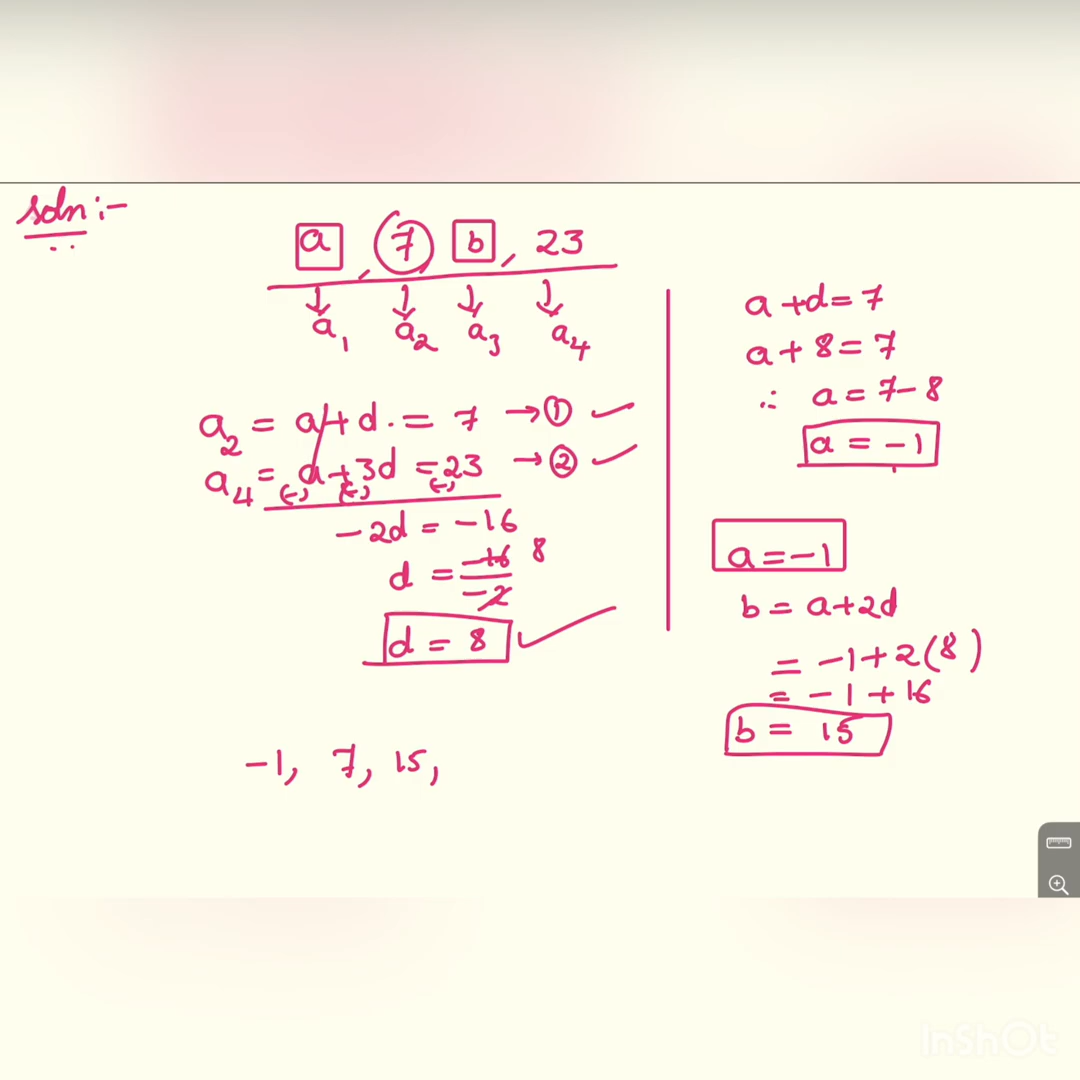 Soln :-
a, 7, b, 23
↓ ↓ ↓ ↓
a₁ a₂ a₃ a₄
a₂ = a + d. = 7 → ①
a₄ = a + 3d = 23 → ②
(-) (-) (-)
-2d = -16
d = -16/-2 8
d = 8
-1, 7, 15,
a + d = 7
a + 8 = 7
∴ a = 7 - 8
a = -1
a = -1
b = a + 2d
= -1 + 2(8)
= -1 + 16
b = 15
InShOt